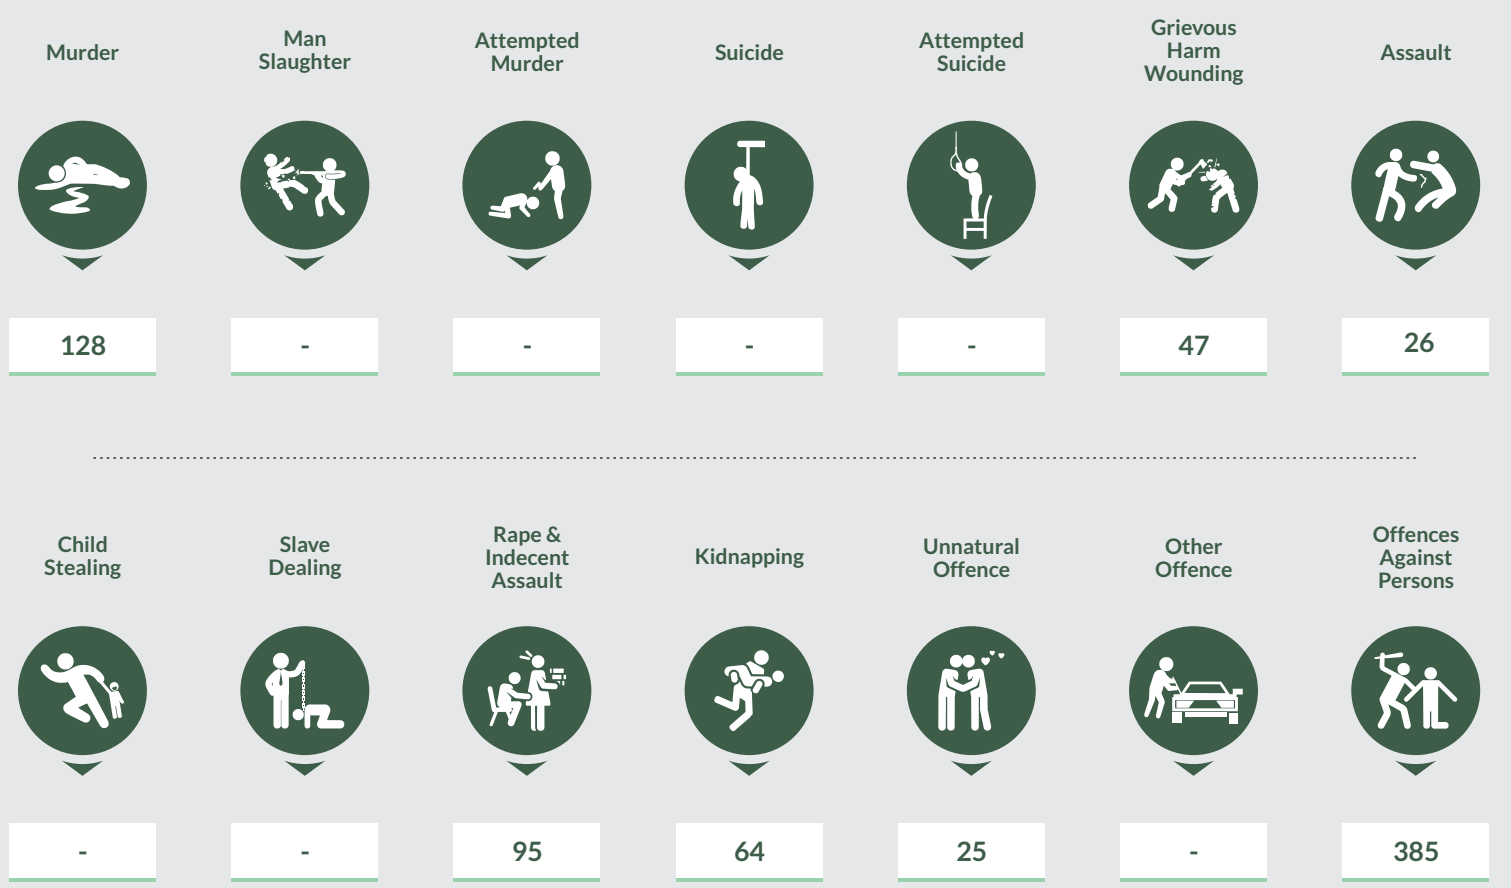 Murder
Man
Slaughter
Attempted
Murder
Suicide
Attempted
Suicide
Grievous
Harm
Wounding
Assault
128
-
-
-
-
47
26
Child
Stealing
Slave
Dealing
Rape &
Indecent
Assault
Kidnapping
Unnatural
Offence
Other
Offence
Offences
Against
Persons
-
-
95
64
25
-
385